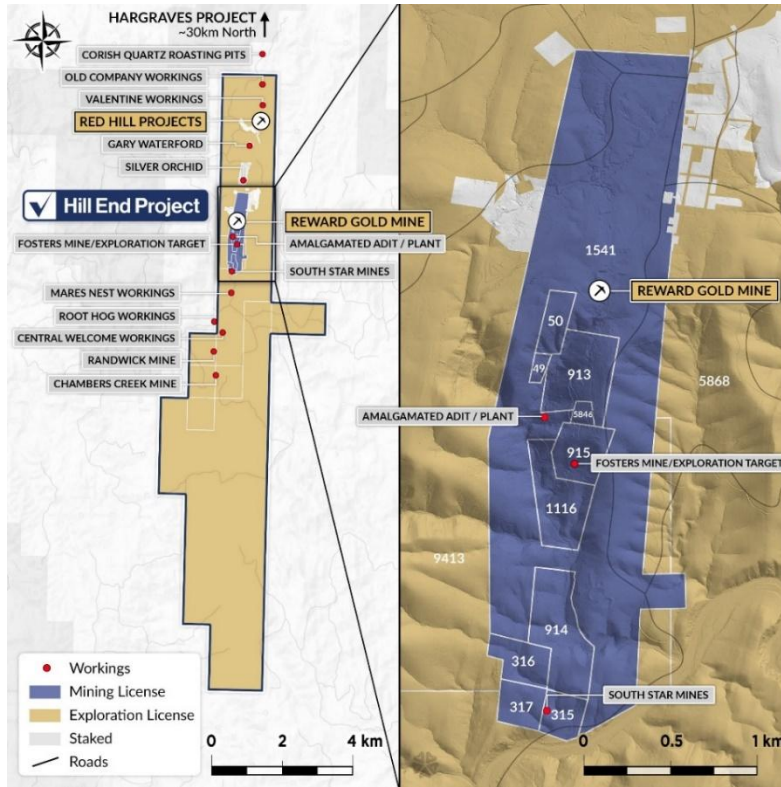 HARGRAVES PROJECT
~30km North
CORISH QUARTZ ROASTING PITS
OLD COMPANY WORKINGS
VALENTINE WORKINGS
RED HILL PROJECTS
GARY WATERFORD
SILVER ORCHID
Hill End Project
REWARD GOLD MINE
FOSTERS MINE/EXPLORATION TARGET
AMALGAMATED ADIT / PLANT
SOUTH STAR MINES
MARES NEST WORKINGS
ROOT HOG WORKINGS
CENTRAL WELCOME WORKINGS
RANDWICK MINE
CHAMBERS CREEK MINE
Workings
Mining License
Exploration License
Staked
Roads
0 2 4 km
1541
REWARD GOLD MINE
50
49
913
5868
5846
AMALGAMATED ADIT / PLANT
915
FOSTERS MINE/EXPLORATION TARGET
1116
9413
914
316
SOUTH STAR MINES
317
315
0 0.5 1 km